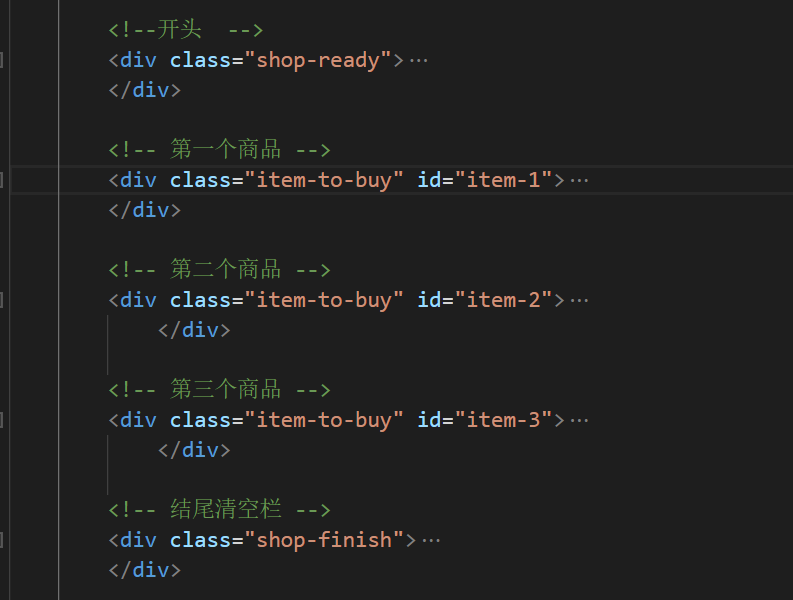 <!--开头  -->
<div class="shop-ready">…
</div>
<!-- 第一个商品 -->
<div class="item-to-buy" id="item-1">…
</div>
<!-- 第二个商品 -->
<div class="item-to-buy" id="item-2">…
</div>
<!-- 第三个商品 -->
<div class="item-to-buy" id="item-3">…
</div>
<!-- 结尾清空栏 -->
<div class="shop-finish">…
</div>